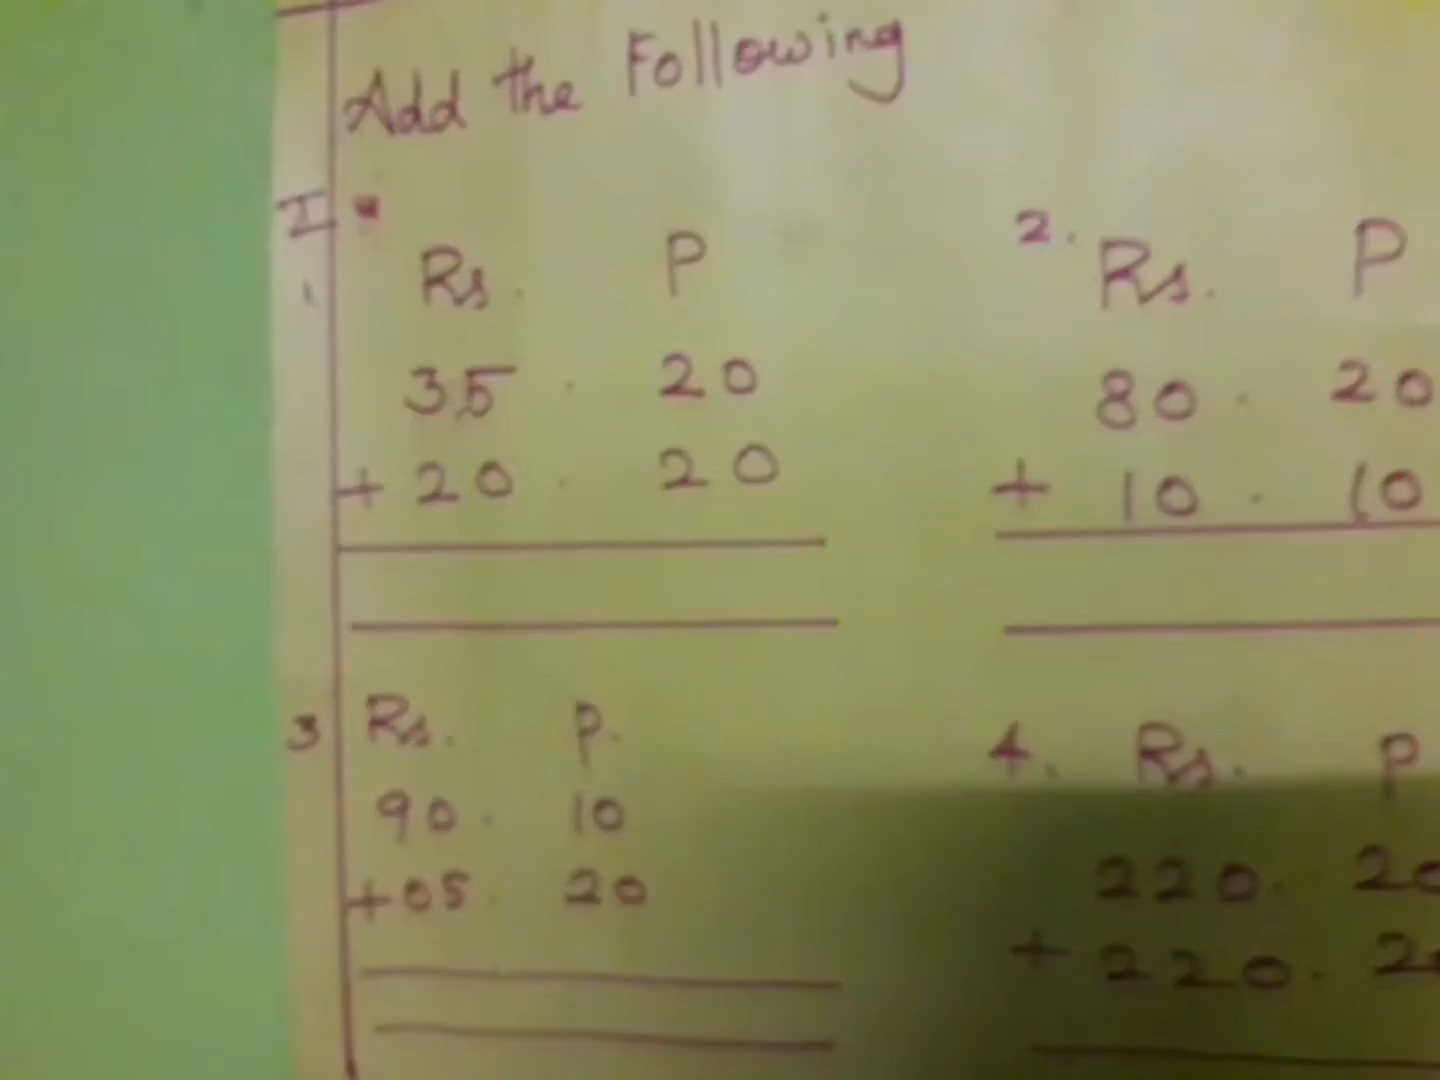 Add the Following
I.
1 Rs. P
35 . 20
+ 20 . 20
2. Rs. P
80 . 20
+ 10 . 10
3 Rs. P.
90 . 10
+ 05 . 20
4. Rs. P
220 . 20
+ 220 .